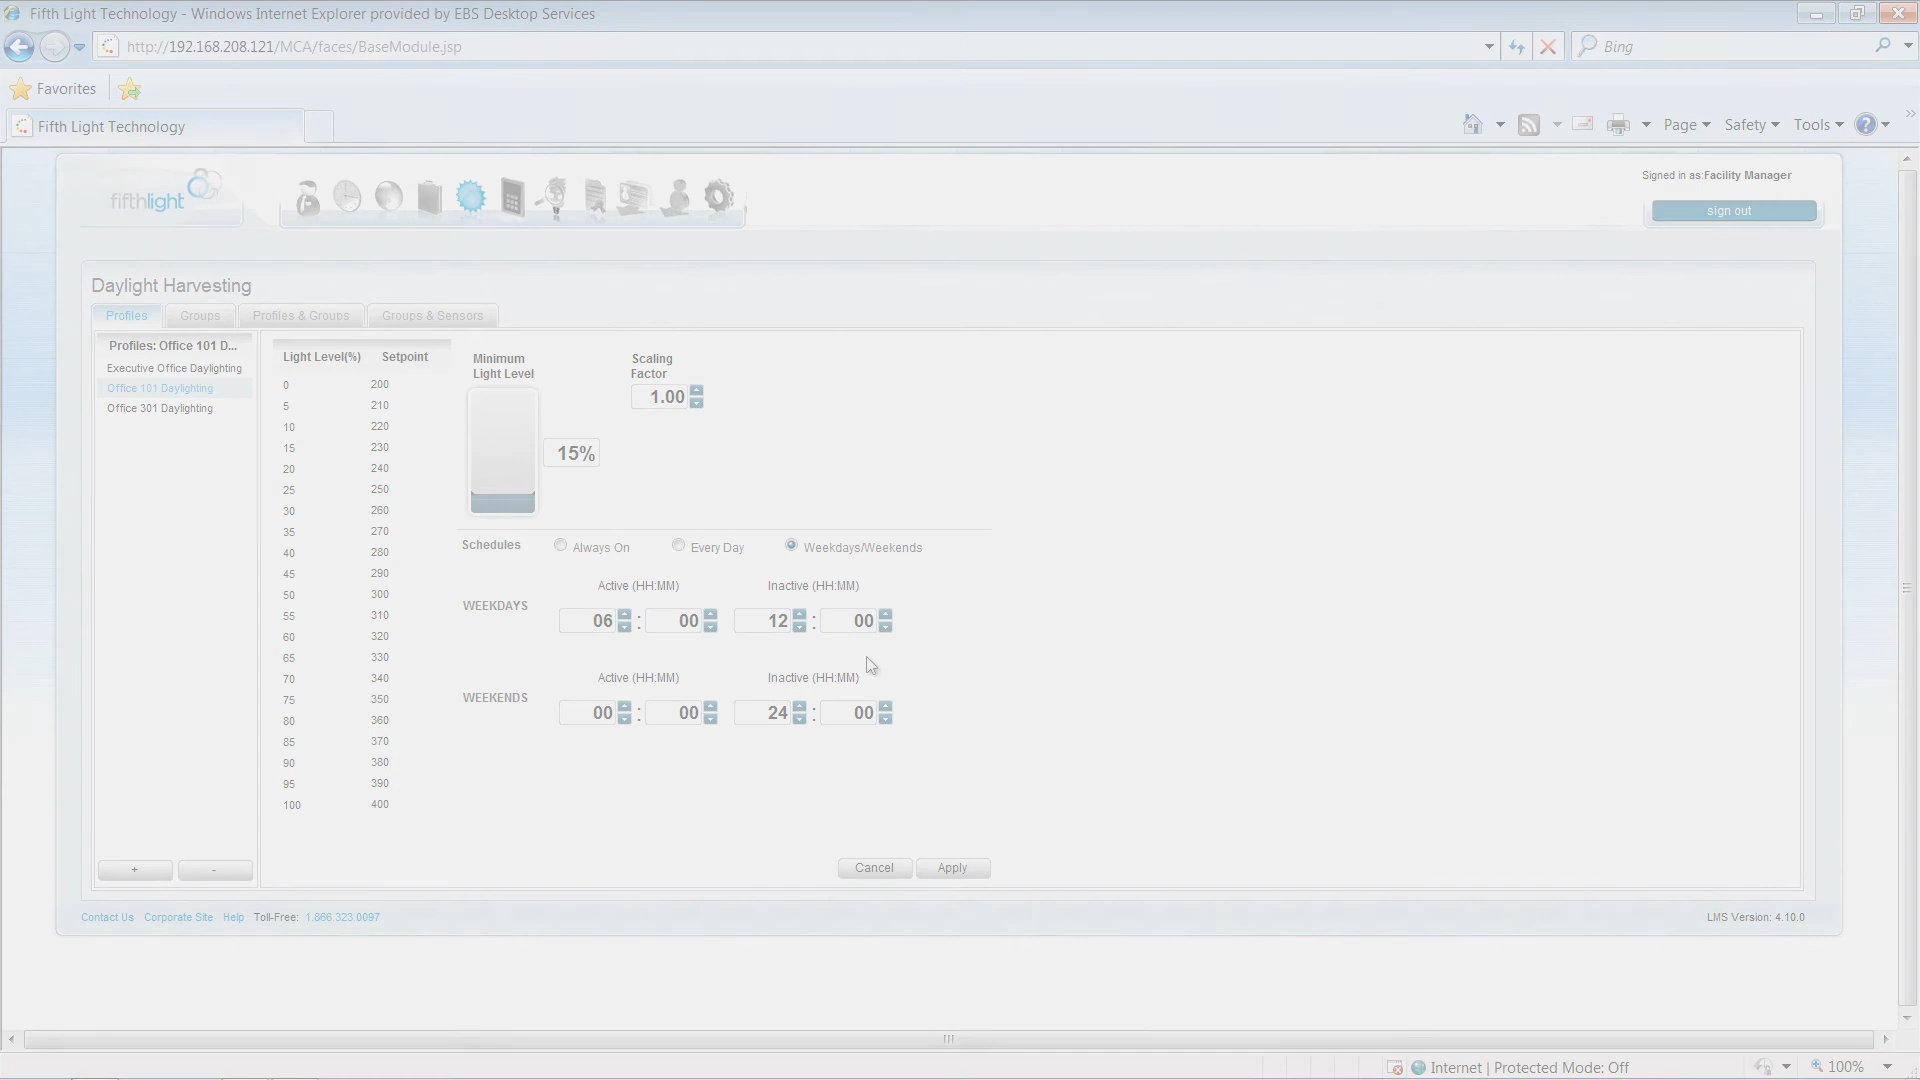 Fifth Light Technology - Windows Internet Explorer provided by EBS Desktop Services
http://192.168.208.121/MCA/faces/BaseModule.jsp
Bing
Favorites
Fifth Light Technology
Page
Safety
Tools
fifthlight
Signed in as:Facility Manager
sign out
Daylight Harvesting
Profiles
Groups
Profiles & Groups
Groups & Sensors
Profiles: Office 101 D...
Executive Office Daylighting
Office 101 Daylighting
Office 301 Daylighting
+
-
Light Level(%) Setpoint
0 200
5 210
10 220
15 230
20 240
25 250
30 260
35 270
40 280
45 290
50 300
55 310
60 320
65 330
70 340
75 350
80 360
85 370
90 380
95 390
100 400
Minimum
Light Level
15%
Scaling
Factor
1.00
Schedules Always On Every Day Weekdays/Weekends
Active (HH:MM) Inactive (HH:MM)
WEEKDAYS
06 : 00 12 : 00
Active (HH:MM) Inactive (HH:MM)
WEEKENDS
00 : 00 24 : 00
Cancel Apply
Contact Us Corporate Site Help Toll-Free: 1.866.323.0097
LMS Version: 4.10.0
Internet | Protected Mode: Off
100%